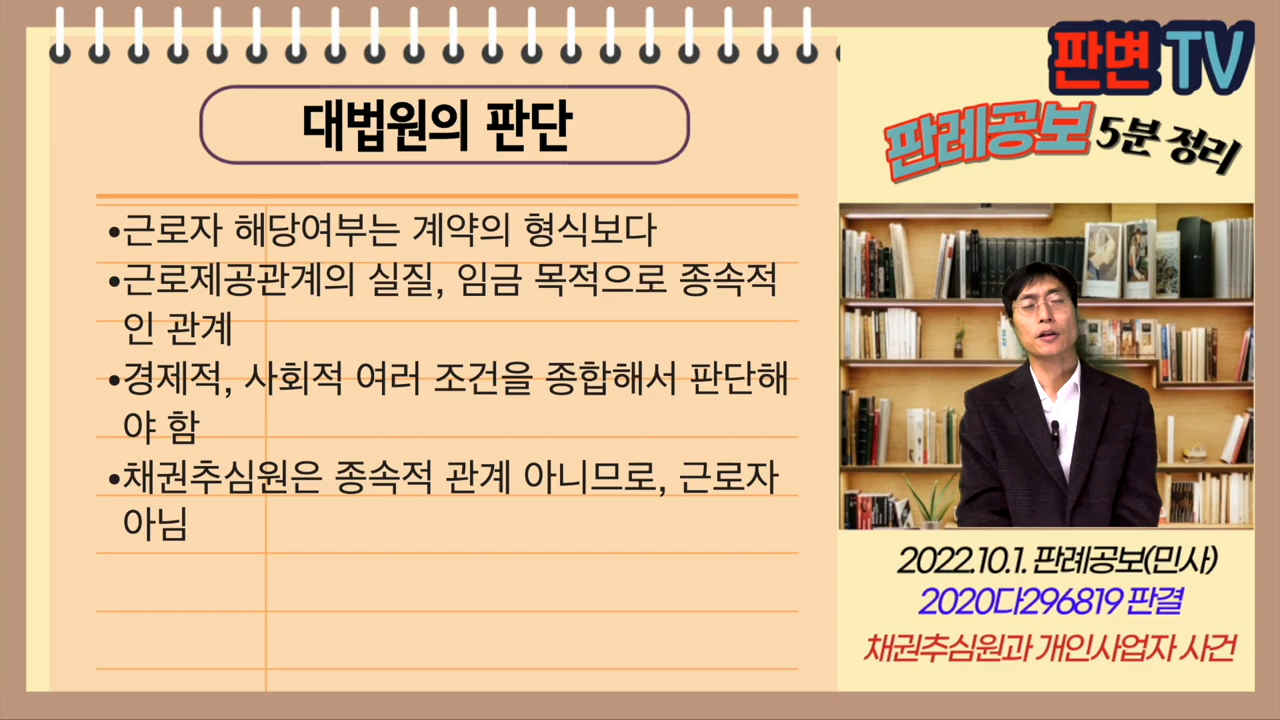 대법원의 판단
•근로자 해당여부는 계약의 형식보다
•근로제공관계의 실질, 임금 목적으로 종속적
인 관계
•경제적, 사회적 여러 조건을 종합해서 판단해
야 함
•채권추심원은 종속적 관계 아니므로, 근로자
아님
판변 TV
판례공보 5분 정리
2022.10.1. 판례공보(민사)
2020다296819 판결
채권추심원과 개인사업자 사건